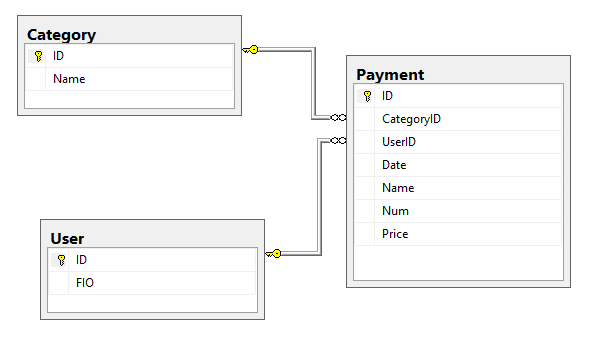 Category
ID
Name
Payment
ID
CategoryID
UserID
Date
Name
Num
Price
User
ID
FIO